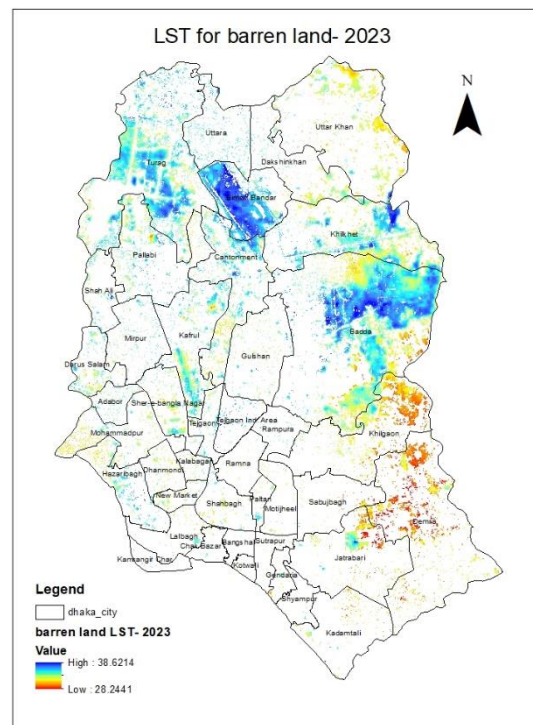 LST for barren land- 2023
N
Uttara
Uttar Khan
Turag
Dakshinkhan
Biman Bandar
Khilkhet
Pallabi
Cantonment
Shah Ali
Mirpur
Kafrul
Badda
Gulshan
Darus Salam
Adabor
Sher-e-bangla Nagar
Tejgaon
Tejgaon Ind. Area
Rampura
Mohammadpur
Khilgaon
Kalabagan
Dhanmondi
Ramna
Hazaribagh
New Market
Paltan
Shahbagh
Motijheel
Sabujbagh
Demra
Lalbagh
Chak Bazar
Bangshal
Sutrapur
Jatrabari
Kamrangir Char
Kotwali
Gendaria
Shyampur
Kadamtali
Legend
dhaka_city
barren land LST- 2023
Value
High : 38.6214
Low : 28.2441